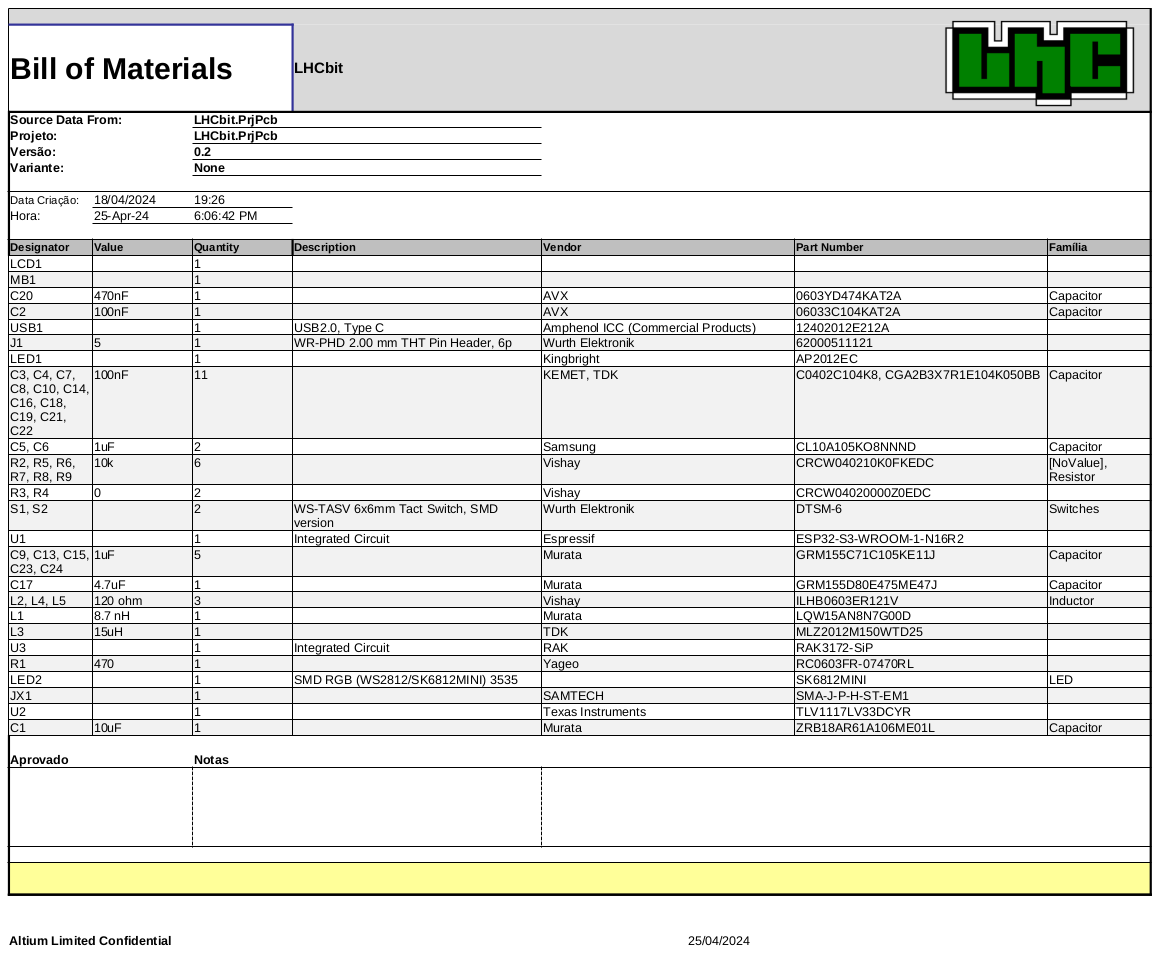 Bill of Materials LHCbit LHC
Source Data From: LHCbit.PrjPcb
Projeto: LHCbit.PrjPcb
Versão: 0.2
Variante: None
Data Criação: 18/04/2024 19:26
Hora: 25-Apr-24 6:06:42 PM
Designator Value Quantity Description Vendor Part Number Família
LCD1 1
MB1 1
C20 470nF 1 AVX 0603YD474KAT2A Capacitor
C2 100nF 1 AVX 06033C104KAT2A Capacitor
USB1 1 USB2.0, Type C Amphenol ICC (Commercial Products) 12402012E212A
J1 5 1 WR-PHD 2.00 mm THT Pin Header, 6p Wurth Elektronik 62000511121
LED1 1 Kingbright AP2012EC
C3, C4, C7, 100nF 11 KEMET, TDK C0402C104K8, CGA2B3X7R1E104K050BB Capacitor
C8, C10, C14,
C16, C18,
C19, C21,
C22
C5, C6 1uF 2 Samsung CL10A105KO8NNND Capacitor
R2, R5, R6, 10k 6 Vishay CRCW040210K0FKEDC [NoValue],
R7, R8, R9 Resistor
R3, R4 0 2 Vishay CRCW04020000Z0EDC
S1, S2 2 WS-TASV 6x6mm Tact Switch, SMD Wurth Elektronik DTSM-6 Switches
version
U1 1 Integrated Circuit Espressif ESP32-S3-WROOM-1-N16R2
C9, C13, C15, 1uF 5 Murata GRM155C71C105KE11J Capacitor
C23, C24
C17 4.7uF 1 Murata GRM155D80E475ME47J Capacitor
L2, L4, L5 120 ohm 3 Vishay ILHB0603ER121V Inductor
L1 8.7 nH 1 Murata LQW15AN8N7G00D
L3 15uH 1 TDK MLZ2012M150WTD25
U3 1 Integrated Circuit RAK RAK3172-SiP
R1 470 1 Yageo RC0603FR-07470RL
LED2 1 SMD RGB (WS2812/SK6812MINI) 3535 SK6812MINI LED
JX1 1 SAMTECH SMA-J-P-H-ST-EM1
U2 1 Texas Instruments TLV1117LV33DCYR
C1 10uF 1 Murata ZRB18AR61A106ME01L Capacitor
Aprovado Notas
Altium Limited Confidential 25/04/2024